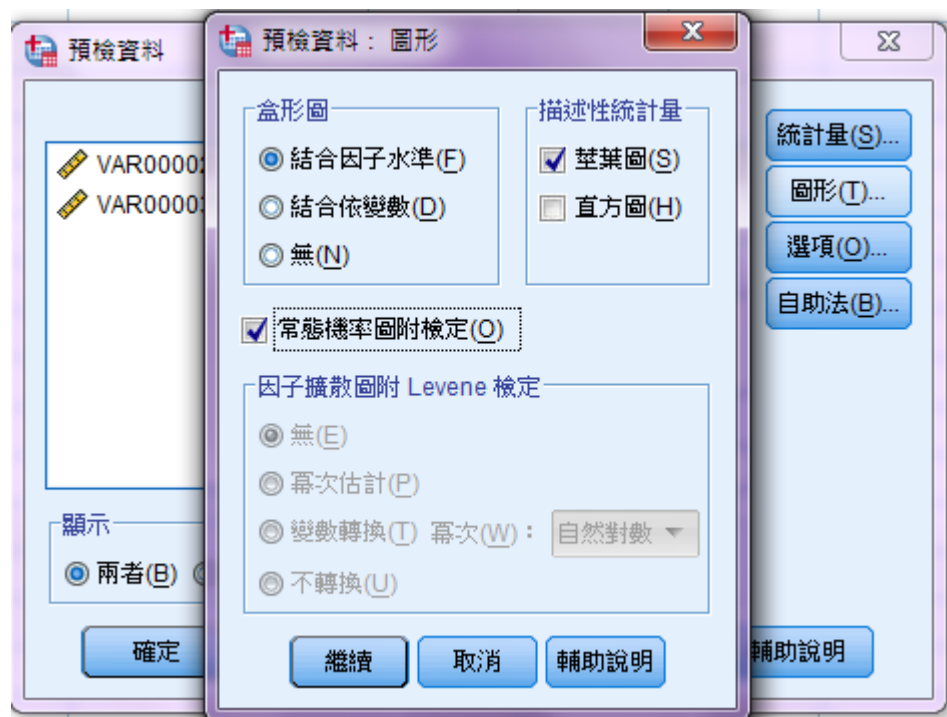 預檢資料
VAR00002
VAR00003
顯示
兩者(B)
確定
統計量(S)...
圖形(T)...
選項(O)...
自助法(B)...
輔助說明
預檢資料： 圖形
盒形圖
結合因子水準(F)
結合依變數(D)
無(N)
描述性統計量
莖葉圖(S)
直方圖(H)
常態機率圖附檢定(O)
因子擴散圖附 Levene 檢定
無(E)
冪次估計(P)
變數轉換(T) 冪次(W)： 自然對數
不轉換(U)
繼續
取消
輔助說明